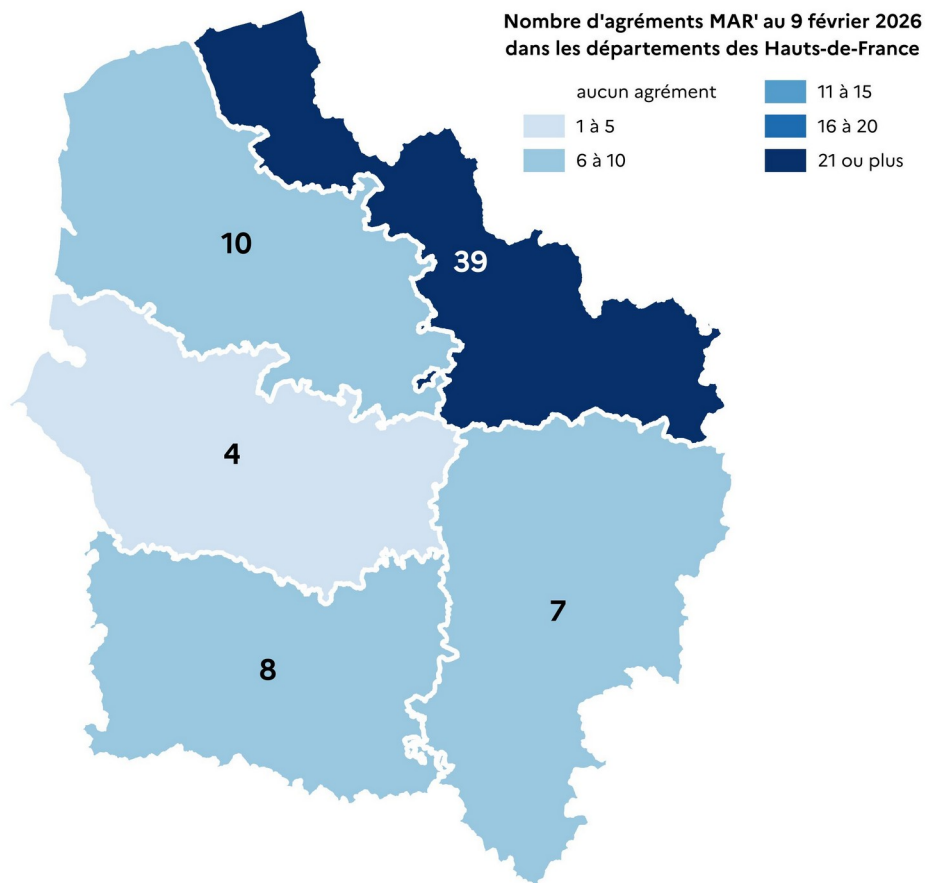 Nombre d'agréments MAR' au 9 février 2026
dans les départements des Hauts-de-France
aucun agrément
1 à 5
6 à 10
11 à 15
16 à 20
21 ou plus
10
39
4
7
8